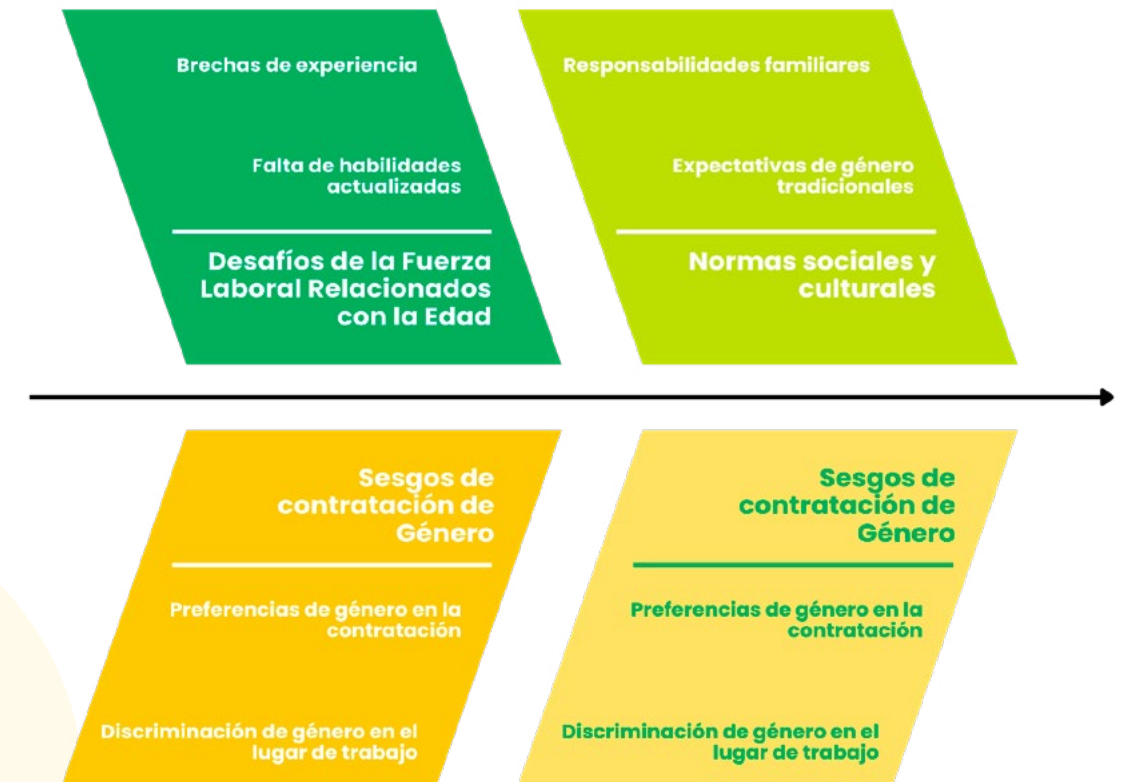 Brechas de experiencia
Falta de habilidades
actualizadas
Desafíos de la Fuerza
Laboral Relacionados
con la Edad
Responsabilidades familiares
Expectativas de género
tradicionales
Normas sociales y
culturales
Sesgos de
contratación de
Género
Preferencias de género en la
contratación
Discriminación de género en el
lugar de trabajo
Sesgos de
contratación de
Género
Preferencias de género en la
contratación
Discriminación de género en el
lugar de trabajo